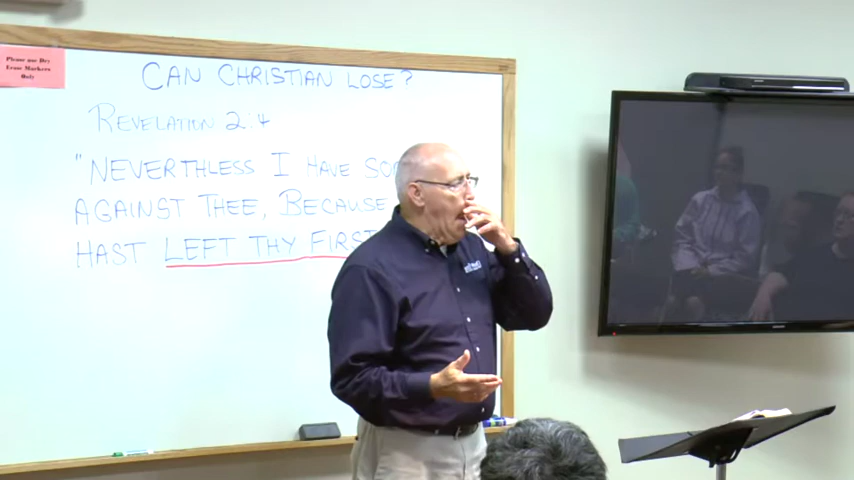 Please use Dry
Erase Markers
Only
CAN CHRISTIAN LOSE?
REVELATION 2:4
"NEVERTHLESS I HAVE
AGAINST THEE, BECAUSE
HAST LEFT THY FIRST